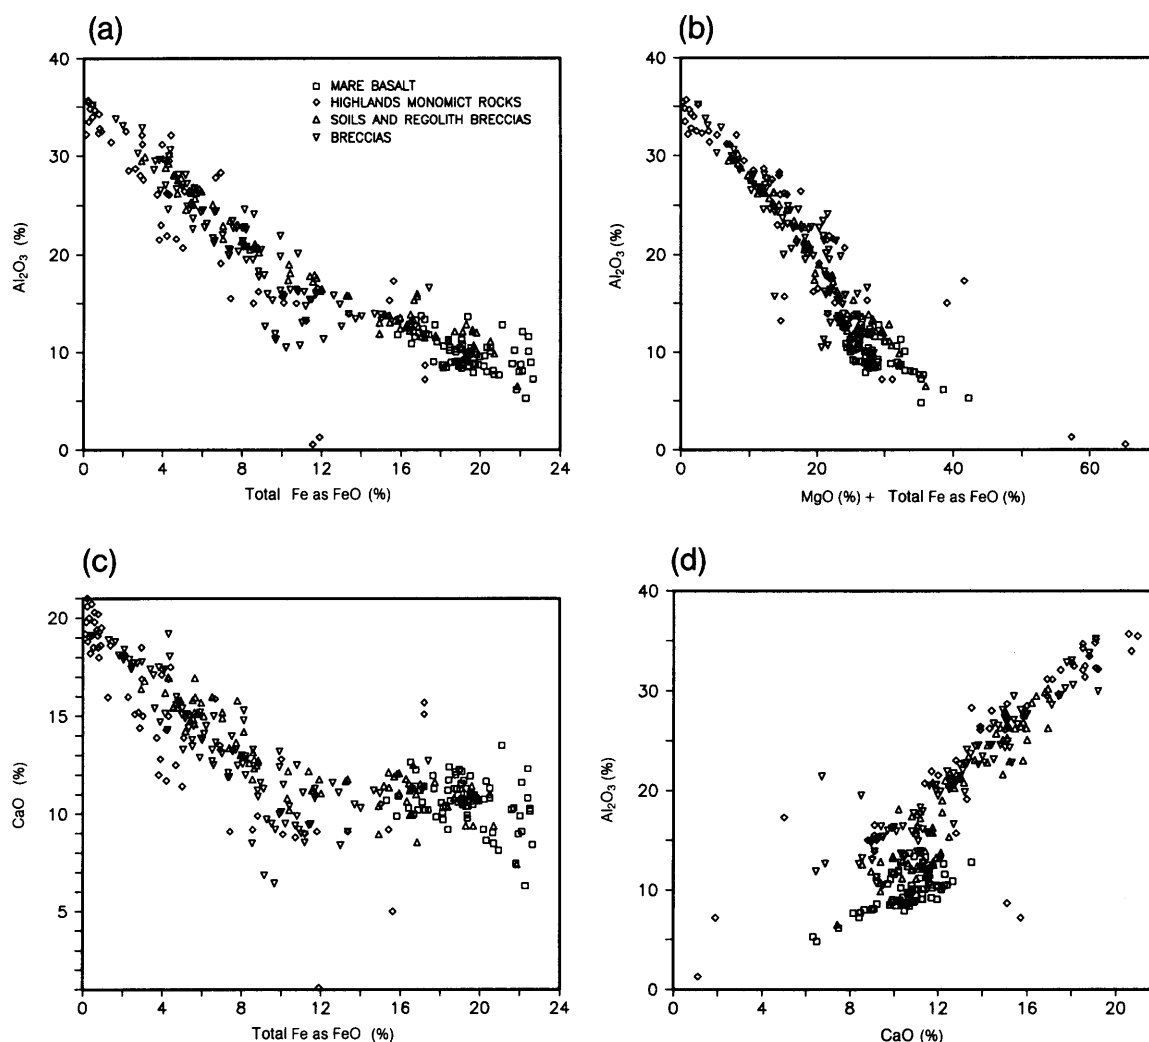 (a)
40
30
20
10
0
Al₂O₃ (%)
□ MARE BASALT
◇ HIGHLANDS MONOMICT ROCKS
△ SOILS AND REGOLITH BRECCIAS
▽ BRECCIAS
0 4 8 12 16 20 24
Total Fe as FeO (%)
(b)
40
30
20
10
0
Al₂O₃ (%)
0 20 40 60
MgO (%) + Total Fe as FeO (%)
(c)
20
15
10
5
CaO (%)
0 4 8 12 16 20 24
Total Fe as FeO (%)
(d)
40
30
20
10
0
Al₂O₃ (%)
0 4 8 12 16 20
CaO (%)